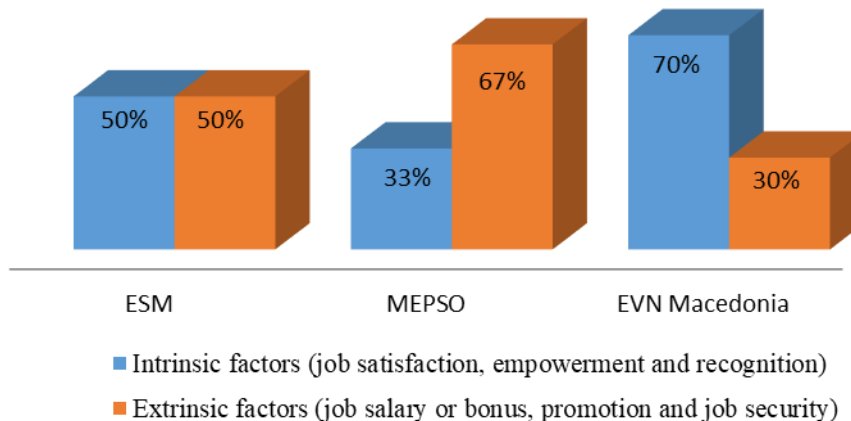 70%
67%
50% 50%
33%
30%
ESM MEPSO EVN Macedonia
Intrinsic factors (job satisfaction, empowerment and recognition)
Extrinsic factors (job salary or bonus, promotion and job security)